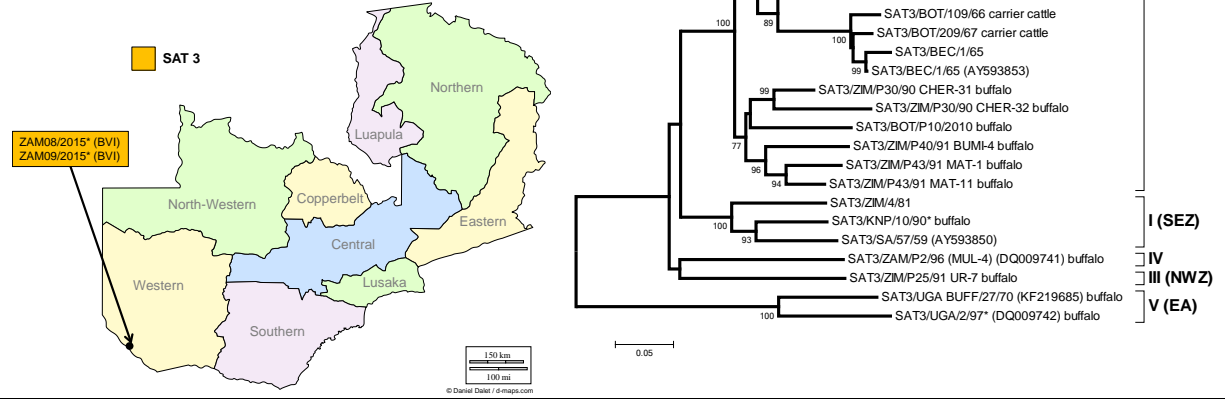 SAT 3
ZAM08/2015* (BVI)
ZAM09/2015* (BVI)
Northern
Luapula
North-Western
Copperbelt
Eastern
Central
Western
Lusaka
Southern
150 km
100 mi
© Daniel Dalet / d-maps.com
100
89
SAT3/BOT/109/66 carrier cattle
100
SAT3/BOT/209/67 carrier cattle
SAT3/BEC/1/65
99
SAT3/BEC/1/65 (AY593853)
99
SAT3/ZIM/P30/90 CHER-31 buffalo
SAT3/ZIM/P30/90 CHER-32 buffalo
SAT3/BOT/P10/2010 buffalo
77
SAT3/ZIM/P40/91 BUMI-4 buffalo
96
SAT3/ZIM/P43/91 MAT-1 buffalo
94
SAT3/ZIM/P43/91 MAT-11 buffalo
SAT3/ZIM/4/81
100
SAT3/KNP/10/90* buffalo
I (SEZ)
93
SAT3/SA/57/59 (AY593850)
SAT3/ZAM/P2/96 (MUL-4) (DQ009741) buffalo
IV
SAT3/ZIM/P25/91 UR-7 buffalo
III (NWZ)
SAT3/UGA BUFF/27/70 (KF219685) buffalo
V (EA)
100
SAT3/UGA/2/97* (DQ009742) buffalo
0.05